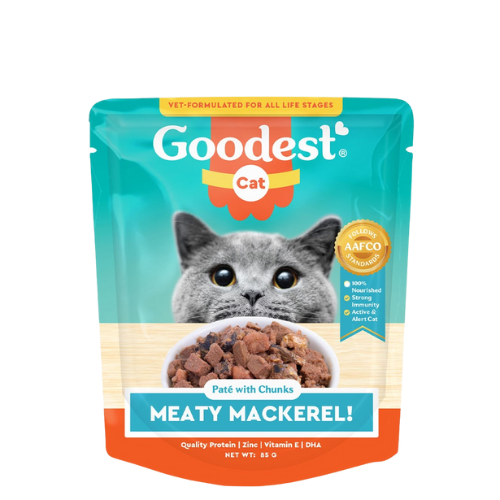 VET-FORMULATED FOR ALL LIFE STAGES
Goodest®
Cat
FOLLOWS
AAFCO
STANDARDS
100%
Nourished
Strong
Immunity
Active &
Alert Cat
Paté with Chunks
MEATY MACKEREL!
Quality Protein | Zinc | Vitamin E | DHA
NET WT: 85 G